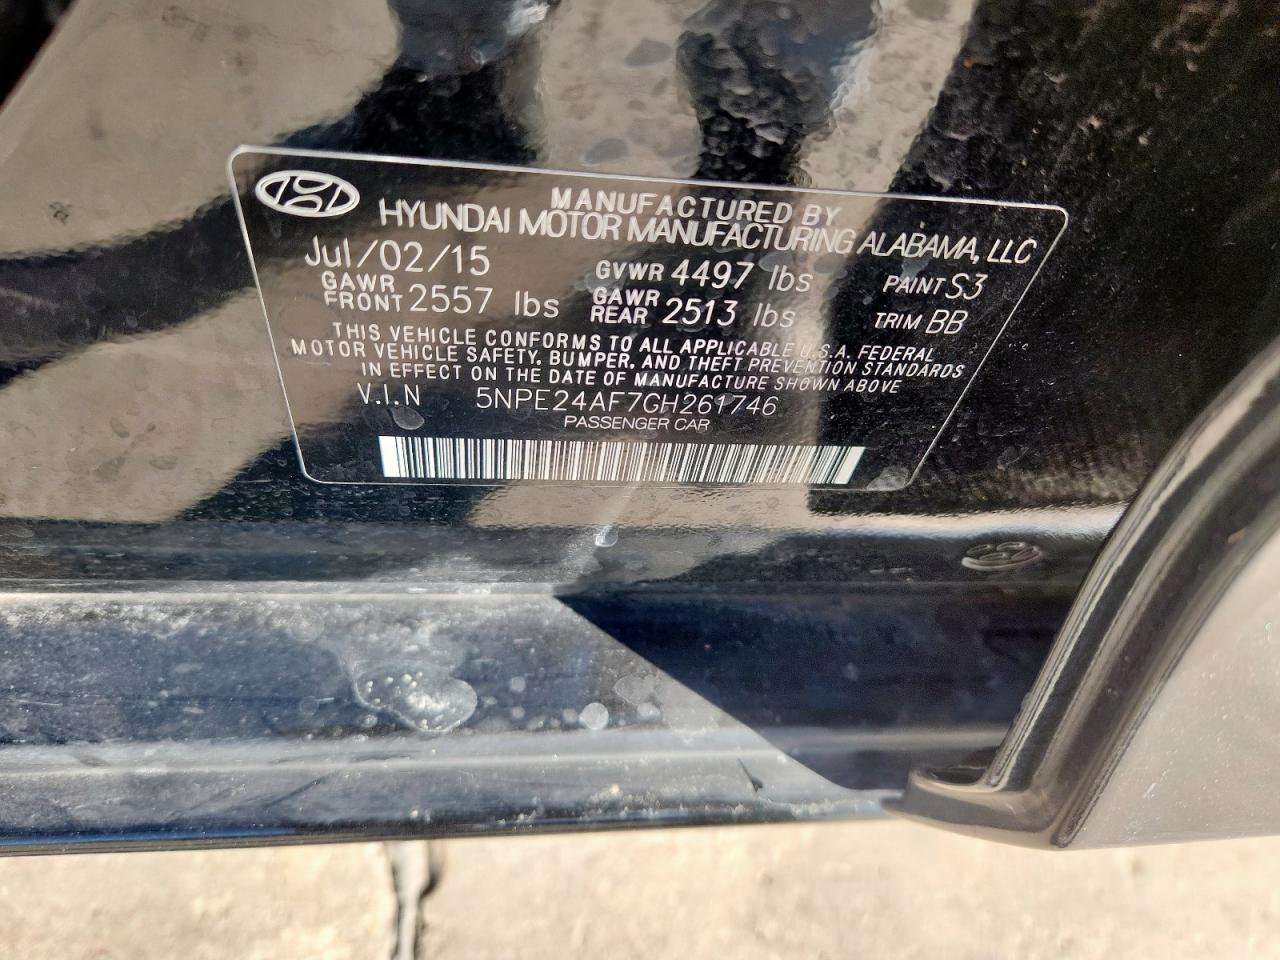 MANUFACTURED BY
HYUNDAI MOTOR MANUFACTURING ALABAMA, LLC
Jul/02/15 GVWR 4497 lbs PAINT S3
GAWR FRONT 2557 lbs GAWR REAR 2513 lbs TRIM BB
THIS VEHICLE CONFORMS TO ALL APPLICABLE U.S.A. FEDERAL
MOTOR VEHICLE SAFETY, BUMPER, AND THEFT PREVENTION STANDARDS
IN EFFECT ON THE DATE OF MANUFACTURE SHOWN ABOVE
V.I.N 5NPE24AF7GH261746
PASSENGER CAR